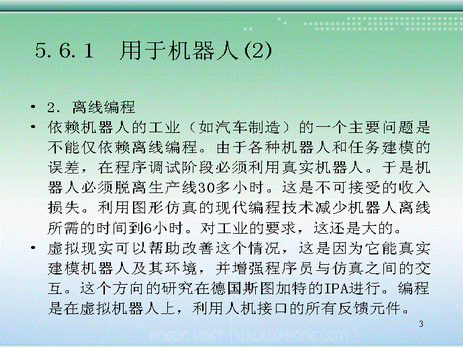 5.6.1 用于机器人(2)
• 2．离线编程
• 依赖机器人的工业（如汽车制造）的一个主要问题是
不能仅依赖离线编程。由于各种机器人和任务建模的
误差，在程序调试阶段必须利用真实机器人。于是机
器人必须脱离生产线30多小时。这是不可接受的收入
损失。利用图形仿真的现代编程技术减少机器人离线
所需的时间到6小时。对工业的要求，这还是大的。
• 虚拟现实可以帮助改善这个情况，这是因为它能真实
建模机器人及其环境，并增强程序员与仿真之间的交
互。这个方向的研究在德国斯图加特的IPA进行。编程
是在虚拟机器人上，利用人机接口的所有反馈元件。
3